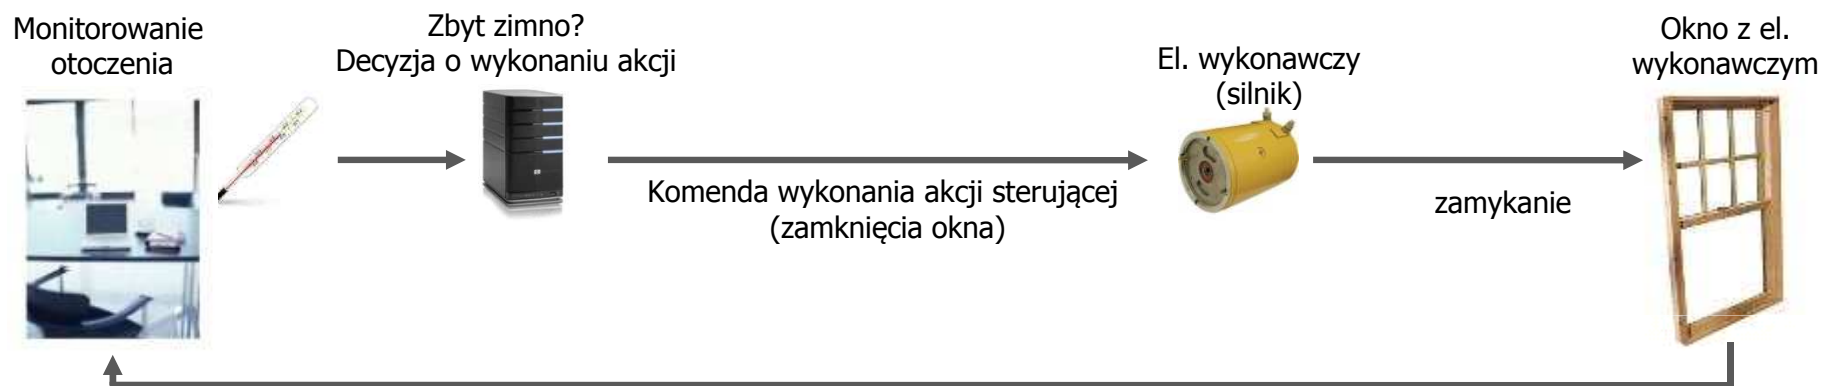 Monitorowanie
otoczenia
Zbyt zimno?
Decyzja o wykonaniu akcji
Komenda wykonania akcji sterującej
(zamknięcia okna)
El. wykonawczy
(silnik)
zamykanie
Okno z el.
wykonawczym